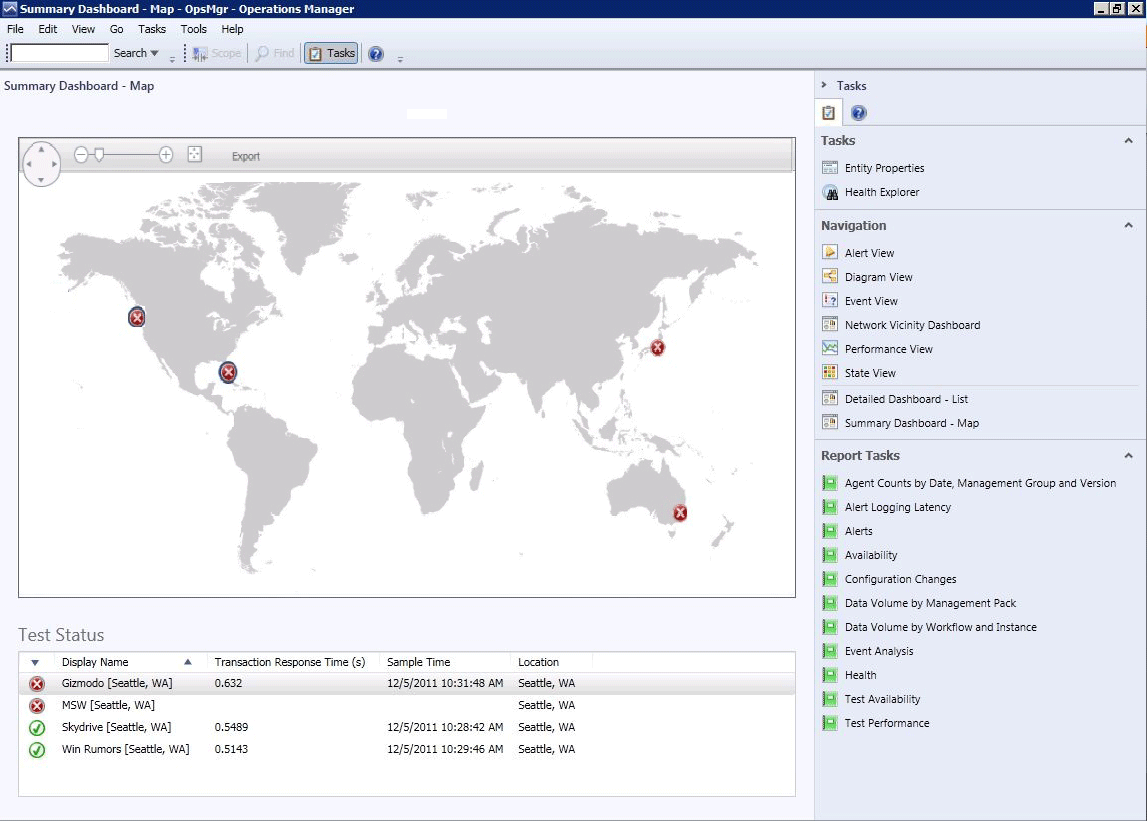 Summary Dashboard - Map - OpsMgr - Operations Manager
File Edit View Go Tasks Tools Help
Search Scope Find Tasks
Summary Dashboard - Map
Export
Test Status
Display Name Transaction Response Time (s) Sample Time Location
Gizmodo [Seattle, WA] 0.632 12/5/2011 10:31:48 AM Seattle, WA
MSW [Seattle, WA] Seattle, WA
Skydrive [Seattle, WA] 0.5489 12/5/2011 10:28:42 AM Seattle, WA
Win Rumors [Seattle, WA] 0.5143 12/5/2011 10:29:46 AM Seattle, WA
Tasks
Tasks
Entity Properties
Health Explorer
Navigation
Alert View
Diagram View
Event View
Network Vicinity Dashboard
Performance View
State View
Detailed Dashboard - List
Summary Dashboard - Map
Report Tasks
Agent Counts by Date, Management Group and Version
Alert Logging Latency
Alerts
Availability
Configuration Changes
Data Volume by Management Pack
Data Volume by Workflow and Instance
Event Analysis
Health
Test Availability
Test Performance